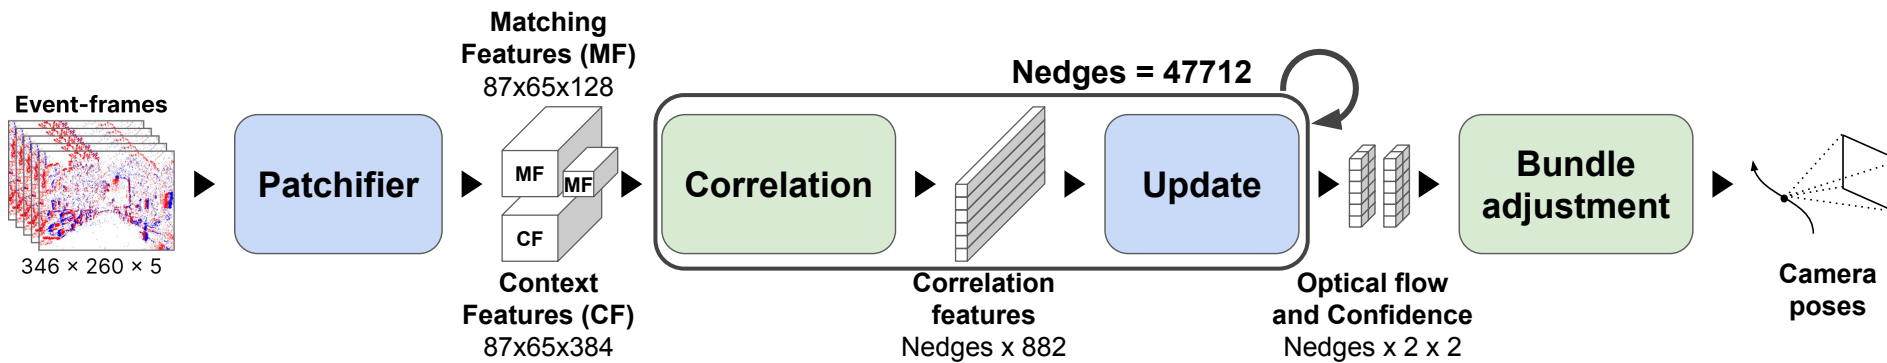 Event-frames
346 × 260 × 5
Patchifier
Matching
Features (MF)
87x65x128
MF
MF
CF
Context
Features (CF)
87x65x384
Nedges = 47712
Correlation
Correlation
features
Nedges x 882
Update
Optical flow
and Confidence
Nedges x 2 x 2
Bundle
adjustment
Camera
poses